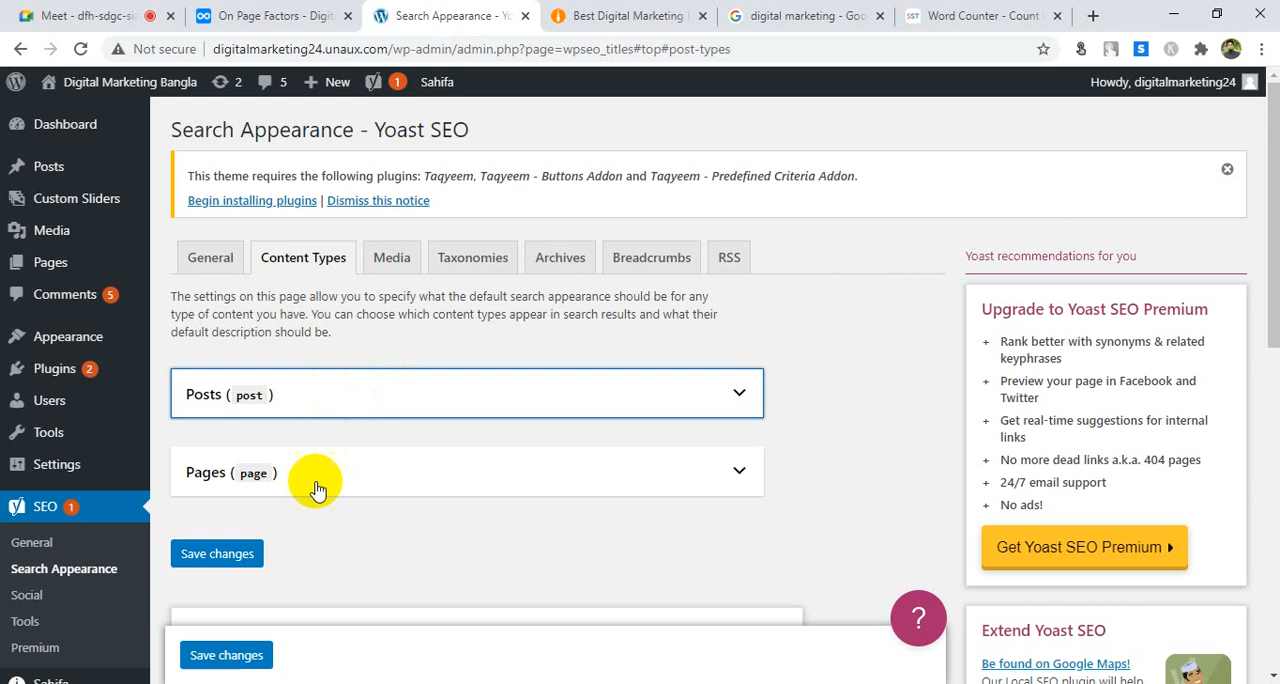 Meet - dfh-sdgc-su
On Page Factors - Digit
Search Appearance - Yo
Best Digital Marketing
digital marketing - Goo
SST Word Counter - Count
Not secure digitalmarketing24.unaux.com/wp-admin/admin.php?page=wpseo_titles#top#post-types
Digital Marketing Bangla 2 5 New 1 Sahifa Howdy, digitalmarketing24
Dashboard
Posts
Custom Sliders
Media
Pages
Comments 5
Appearance
Plugins 2
Users
Tools
Settings
SEO 1
General
Search Appearance
Social
Tools
Premium
Sahifa
Search Appearance - Yoast SEO
This theme requires the following plugins: Taqyeem, Taqyeem - Buttons Addon and Taqyeem - Predefined Criteria Addon.
Begin installing plugins | Dismiss this notice
General Content Types Media Taxonomies Archives Breadcrumbs RSS
The settings on this page allow you to specify what the default search appearance should be for any
type of content you have. You can choose which content types appear in search results and what their
default description should be.
Posts ( post )
Pages ( page )
Save changes
Save changes
?
Yoast recommendations for you
Upgrade to Yoast SEO Premium
+ Rank better with synonyms & related
keyphrases
+ Preview your page in Facebook and
Twitter
+ Get real-time suggestions for internal
links
+ No more dead links a.k.a. 404 pages
+ 24/7 email support
+ No ads!
Get Yoast SEO Premium
Extend Yoast SEO
Be found on Google Maps!
Our Local SEO plugin will help